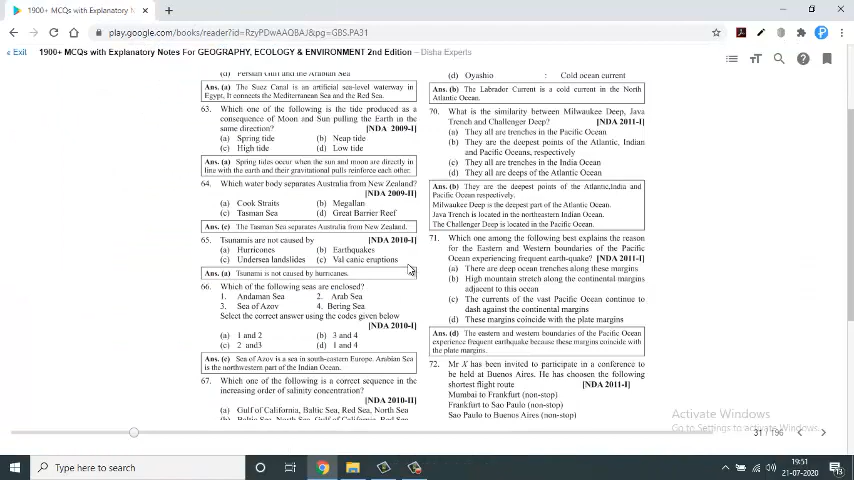 1900+ MCQs with Explanatory N
play.google.com/books/reader?id=RzyPDwAAQBAJ&pg=GBS.PA31
Exit
1900+ MCQs with Explanatory Notes For GEOGRAPHY, ECOLOGY & ENVIRONMENT 2nd Edition - Disha Experts
(d) Persian Gulf and the Arabian Sea
Ans. (a) The Suez Canal is an artificial sea-level waterway in
Egypt, It connects the Mediterranean Sea and the Red Sea.
63. Which one of the following is the tide produced as a
consequence of Moon and Sun pulling the Earth in the
same direction? [NDA 2009-I]
(a) Spring tide (b) Neap tide
(c) High tide (d) Low tide
Ans. (a) Spring tides occur when the sun and moon are directly in
line with the earth and their gravitational pulls reinforce each other.
64. Which water body separates Australia from New Zealand?
[NDA 2009-II]
(a) Cook Straits (b) Megallan
(c) Tasman Sea (d) Great Barrier Reef
Ans. (c) The Tasman Sea separates Australia from New Zealand.
65. Tsunamis are not caused by [NDA 2010-I]
(a) Hurricones (b) Earthquakes
(c) Undersea landslides (c) Val canic eruptions
Ans. (a) Tsunami is not caused by hurricanes.
66. Which of the following seas are enclosed?
1. Andaman Sea 2. Arab Sea
3. Sea of Azov 4. Bering Sea
Select the correct answer using the codes given below
[NDA 2010-I]
(a) 1 and 2 (b) 3 and 4
(c) 2 and3 (d) 1 and 4
Ans. (c) Sea of Azov is a sea in south-eastern Europe. Arabian Sea
is the northwestern part of the Indian Ocean.
67. Which one of the following is a correct sequence in the
increasing order of salinity concentration?
[NDA 2010-II]
(a) Gulf of California, Baltic Sea, Red Sea, North Sea
(b) Baltic Sea, North Sea, Gulf of California, Red Sea
(d) Oyashio : Cold ocean current
Ans. (b) The Labrador Current is a cold current in the North
Atlantic Ocean.
70. What is the similarity between Milwaukee Deep, Java
Trench and Challenger Deep? [NDA 2011-I]
(a) They all are trenches in the Pacific Ocean
(b) They are the deepest points of the Atlantic, Indian
and Pacific Oceans, respectively
(c) They all are trenches in the India Ocean
(d) They all are deeps of the Atlantic Ocean
Ans. (b) They are the deepest points of the Atlantic,India and
Pacific Ocean respectively.
Milwaukee Deep is the deepest part of the Atlantic Ocean.
Java Trench is located in the northeastern Indian Ocean.
The Challenger Deep is located in the Pacific Ocean.
71. Which one among the following best explains the reason
for the Eastern and Western boundaries of the Pacific
Ocean experiencing frequent earth-quake? [NDA 2011-I]
(a) There are deep ocean trenches along these margins
(b) High mountain stretch along the continental margins
adjacent to this ocean
(c) The currents of the vast Pacific Ocean continue to
dash against the continental margins
(d) These margins coincide with the plate margins
Ans. (d) The eastern and western boundaries of the Pacific Ocean
experience frequent earthquake because these margins coincide with
the plate margins.
72. Mr X has been invited to participate in a conference to
be held at Buenos Aires. He has choosen the following
shortest flight route [NDA 2011-I]
Mumbai to Frankfurt (non-stop)
Frankfurt to Sao Paulo (non-stop)
Sao Paulo to Buenos Aires (non-stop)
Activate Windows
Go to Settings to activate Windows.
31 / 196
Type here to search
19:51
21-07-2020